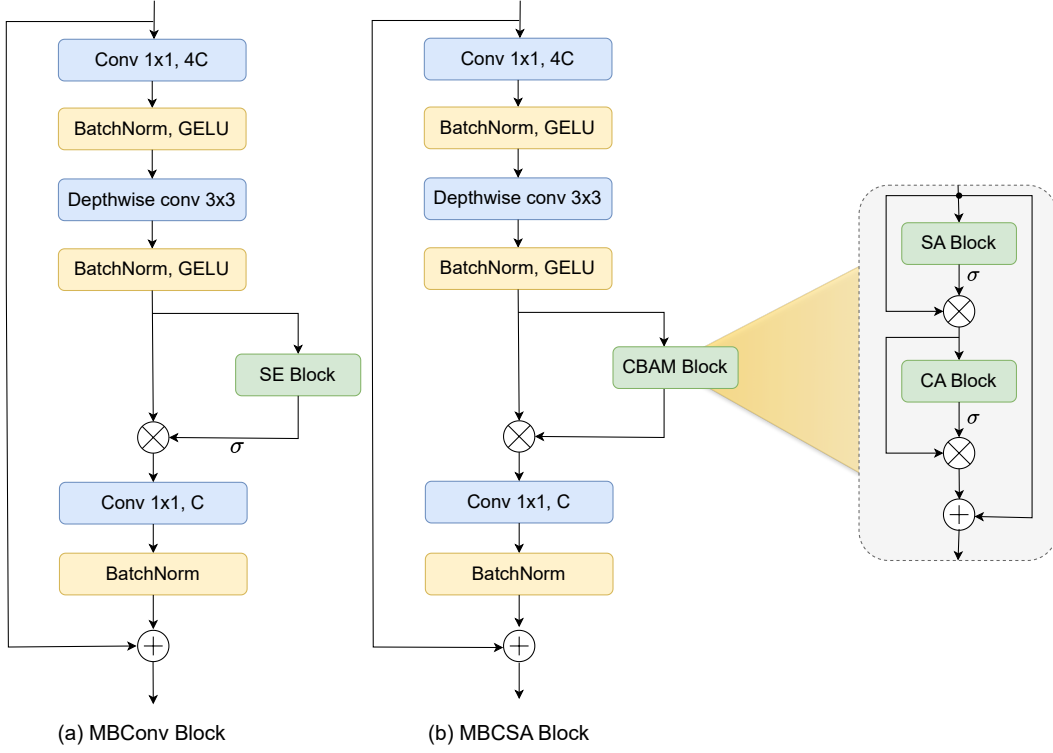 Conv 1x1, 4C
BatchNorm, GELU
Depthwise conv 3x3
BatchNorm, GELU
SE Block
σ
Conv 1x1, C
BatchNorm
(a) MBConv Block
Conv 1x1, 4C
BatchNorm, GELU
Depthwise conv 3x3
BatchNorm, GELU
CBAM Block
Conv 1x1, C
BatchNorm
(b) MBCSA Block
SA Block
σ
CA Block
σ